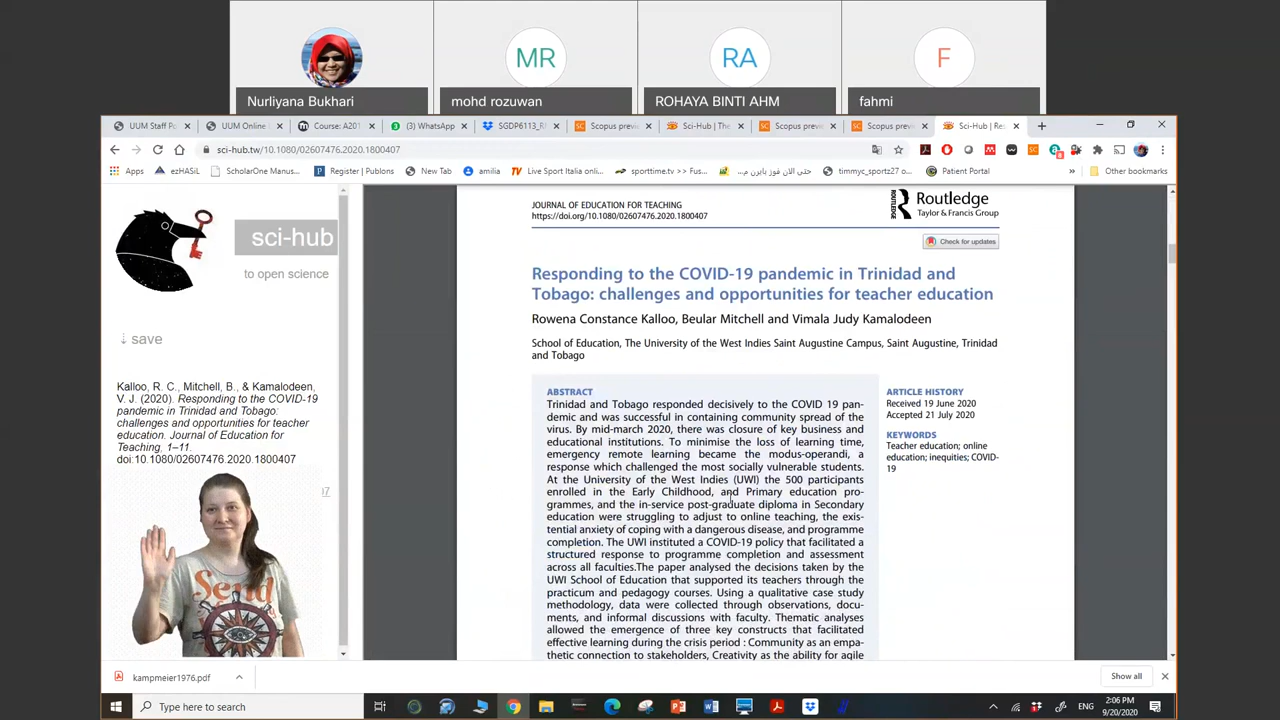 MR
RA
F
Nurliyana Bukhari
mohd rozuwan
ROHAYA BINTI AHM
fahmi
UUM Staff Po
UUM Online L
Course: A201
(3) WhatsApp
SGDP6113_R
Scopus previe
Sci-Hub | The
Scopus previe
Scopus previe
Sci-Hub | Res
sci-hub.tw/10.1080/02607476.2020.1800407
Apps
ezHASiL
ScholarOne Manus...
Register | Publons
New Tab
amilia
Live Sport Italia onlin...
sporttime.tv >> Fus...
حتى الان فوز بايرن م...
timmyc_sportz27 o...
Patient Portal
»
Other bookmarks
sci-hub
to open science
↓ save
Kalloo, R. C., Mitchell, B., & Kamalodeen,
V. J. (2020). Responding to the COVID-19
pandemic in Trinidad and Tobago:
challenges and opportunities for teacher
education. Journal of Education for
Teaching, 1–11.
doi:10.1080/02607476.2020.1800407
Send
JOURNAL OF EDUCATION FOR TEACHING
https://doi.org/10.1080/02607476.2020.1800407
ROUTLEDGE
Routledge
Taylor & Francis Group
Check for updates
Responding to the COVID-19 pandemic in Trinidad and
Tobago: challenges and opportunities for teacher education
Rowena Constance Kalloo, Beular Mitchell and Vimala Judy Kamalodeen
School of Education, The University of the West Indies Saint Augustine Campus, Saint Augustine, Trinidad
and Tobago
ABSTRACT
Trinidad and Tobago responded decisively to the COVID 19 pan-
demic and was successful in containing community spread of the
virus. By mid-march 2020, there was closure of key business and
educational institutions. To minimise the loss of learning time,
emergency remote learning became the modus-operandi, a
response which challenged the most socially vulnerable students.
At the University of the West Indies (UWI) the 500 participants
enrolled in the Early Childhood, and Primary education pro-
grammes, and the in-service post-graduate diploma in Secondary
education were struggling to adjust to online teaching, the exis-
tential anxiety of coping with a dangerous disease, and programme
completion. The UWI instituted a COVID-19 policy that facilitated a
structured response to programme completion and assessment
across all faculties.The paper analysed the decisions taken by the
UWI School of Education that supported its teachers through the
practicum and pedagogy courses. Using a qualitative case study
methodology, data were collected through observations, docu-
ments, and informal discussions with faculty. Thematic analyses
allowed the emergence of three key constructs that facilitated
effective learning during the crisis period : Community as an empa-
thetic connection to stakeholders, Creativity as the ability for agile
ARTICLE HISTORY
Received 19 June 2020
Accepted 21 July 2020
KEYWORDS
Teacher education; online
education; inequities; COVID-
19
kampmeier1976.pdf
Show all
Type here to search
ENG
2:06 PM
9/20/2020